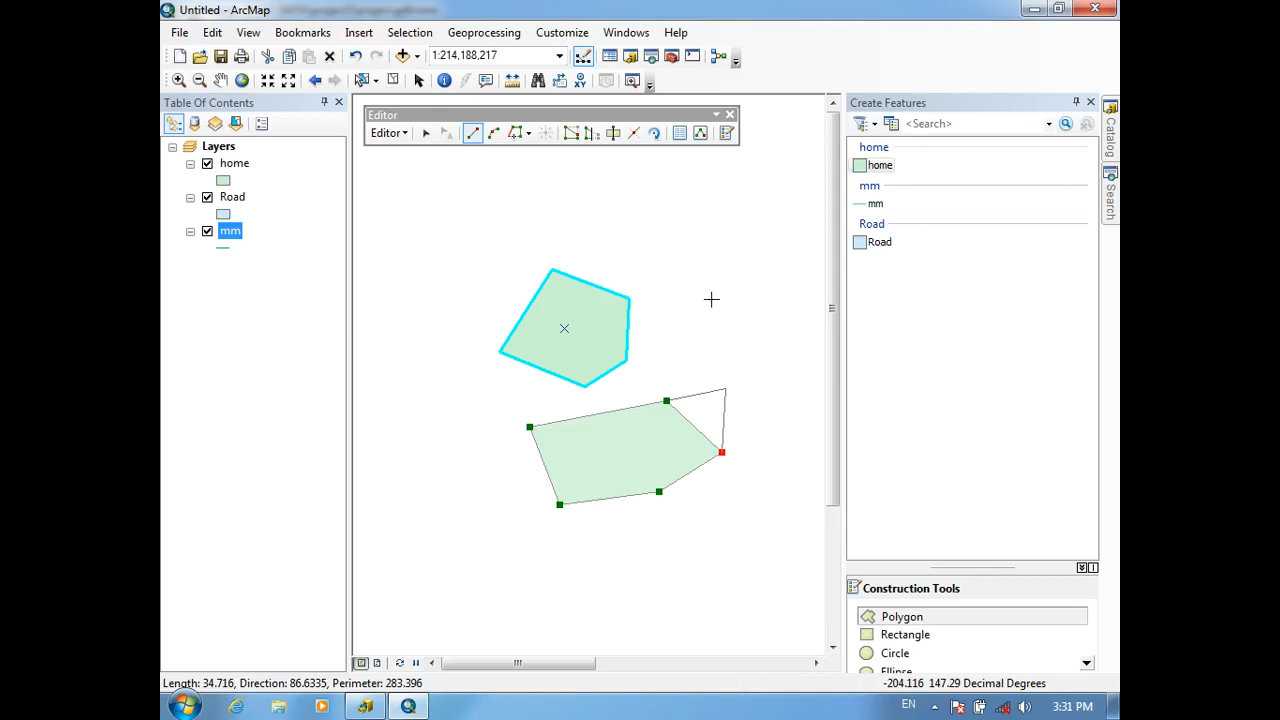 Untitled - ArcMap
File Edit View Bookmarks Insert Selection Geoprocessing Customize Windows Help
1:214,188,217
Table Of Contents
Layers
home
Road
mm
Editor
Editor
Create Features
<Search>
home
home
mm
mm
Road
Road
Catalog
Search
Construction Tools
Polygon
Rectangle
Circle
Ellipse
Length: 34.716, Direction: 86.6335, Perimeter: 283.396
-204.116 147.29 Decimal Degrees
EN
3:31 PM